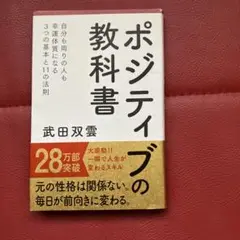 ポジティブの
教科書
自分も周りの人も
幸運体質になる
3つの基本と11の法則
武田双雲
28万部
突破
大反響!!
一瞬で人生が
変わるスキル
元の性格は関係ない。
毎日が前向きに変わる。